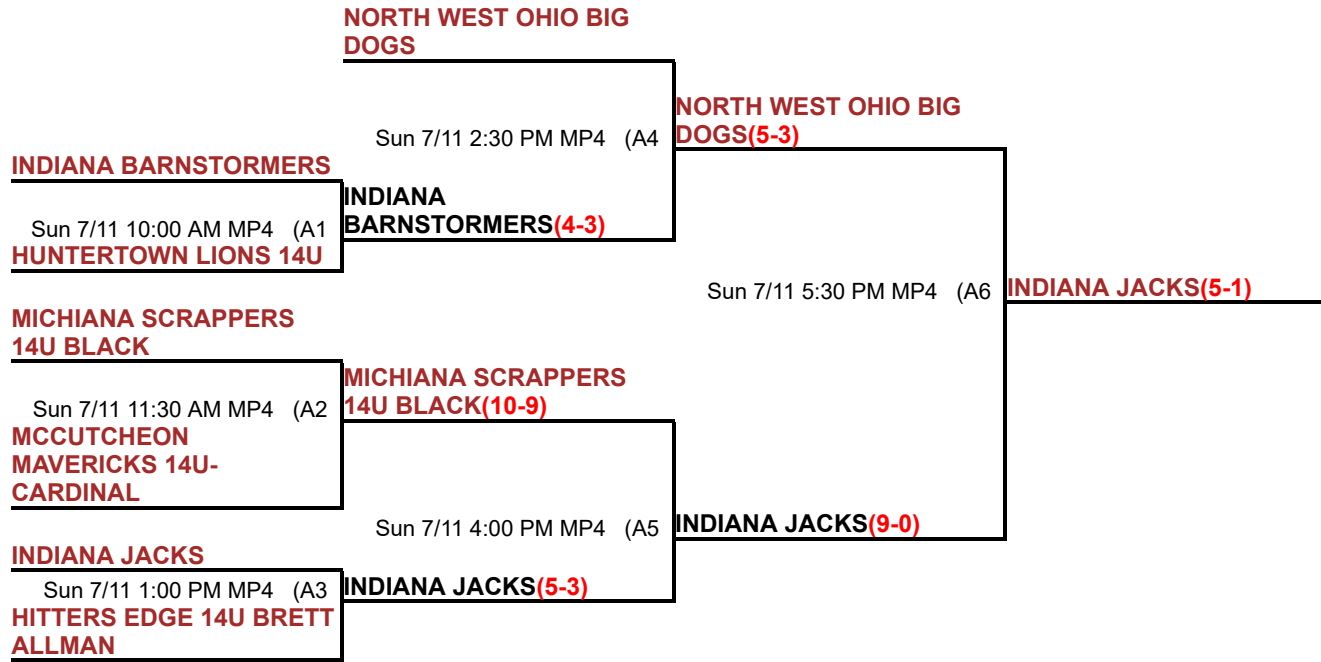 NORTH WEST OHIO BIG
DOGS
Sun 7/11 2:30 PM MP4 (A4
NORTH WEST OHIO BIG
DOGS(5-3)
INDIANA BARNSTORMERS
Sun 7/11 10:00 AM MP4 (A1
HUNTERTOWN LIONS 14U
INDIANA
BARNSTORMERS(4-3)
Sun 7/11 5:30 PM MP4 (A6
INDIANA JACKS(5-1)
MICHIANA SCRAPPERS
14U BLACK
Sun 7/11 11:30 AM MP4 (A2
MCCUTCHEON
MAVERICKS 14U-
CARDINAL
MICHIANA SCRAPPERS
14U BLACK(10-9)
Sun 7/11 4:00 PM MP4 (A5
INDIANA JACKS(9-0)
INDIANA JACKS
Sun 7/11 1:00 PM MP4 (A3
HITTERS EDGE 14U BRETT
ALLMAN
INDIANA JACKS(5-3)